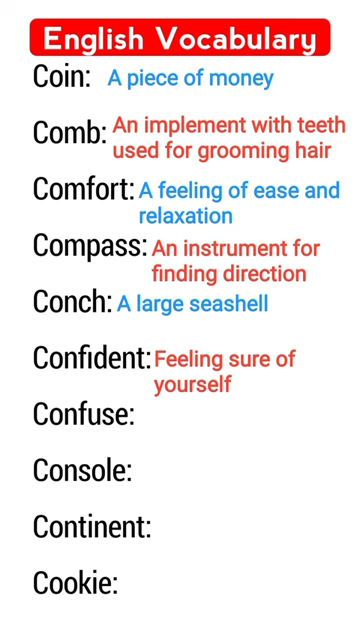 English Vocabulary
Coin: A piece of money
Comb: An implement with teeth
used for grooming hair
Comfort: A feeling of ease and
relaxation
Compass: An instrument for
finding direction
Conch: A large seashell
Confident: Feeling sure of
yourself
Confuse:
Console:
Continent:
Cookie: